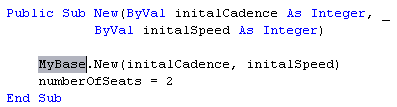 Public Sub New(ByVal initalCadence As Integer, _
ByVal initalSpeed As Integer)
MyBase.New(initalCadence, initalSpeed)
numberOfSeats = 2
End Sub